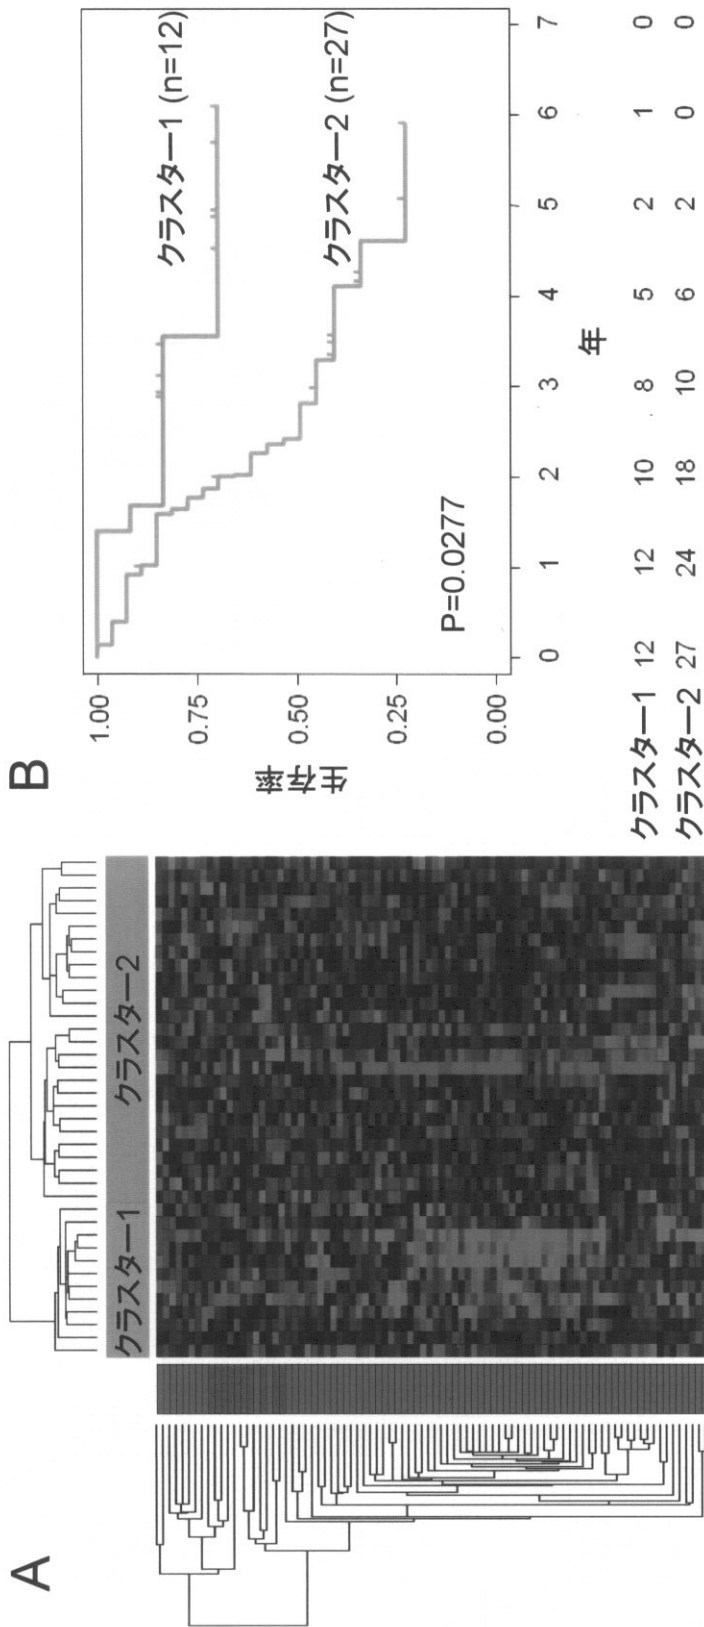 A
クラスター1 クラスター2
B
生存率
1.00
0.75
0.50
0.25
0.00
クラスター1 (n=12)
クラスター2 (n=27)
P=0.0277
0 1 2 3 4 5 6 7
年
クラスター1 12 12 10 8 5 2 1 0
クラスター2 27 24 18 10 6 2 0 0